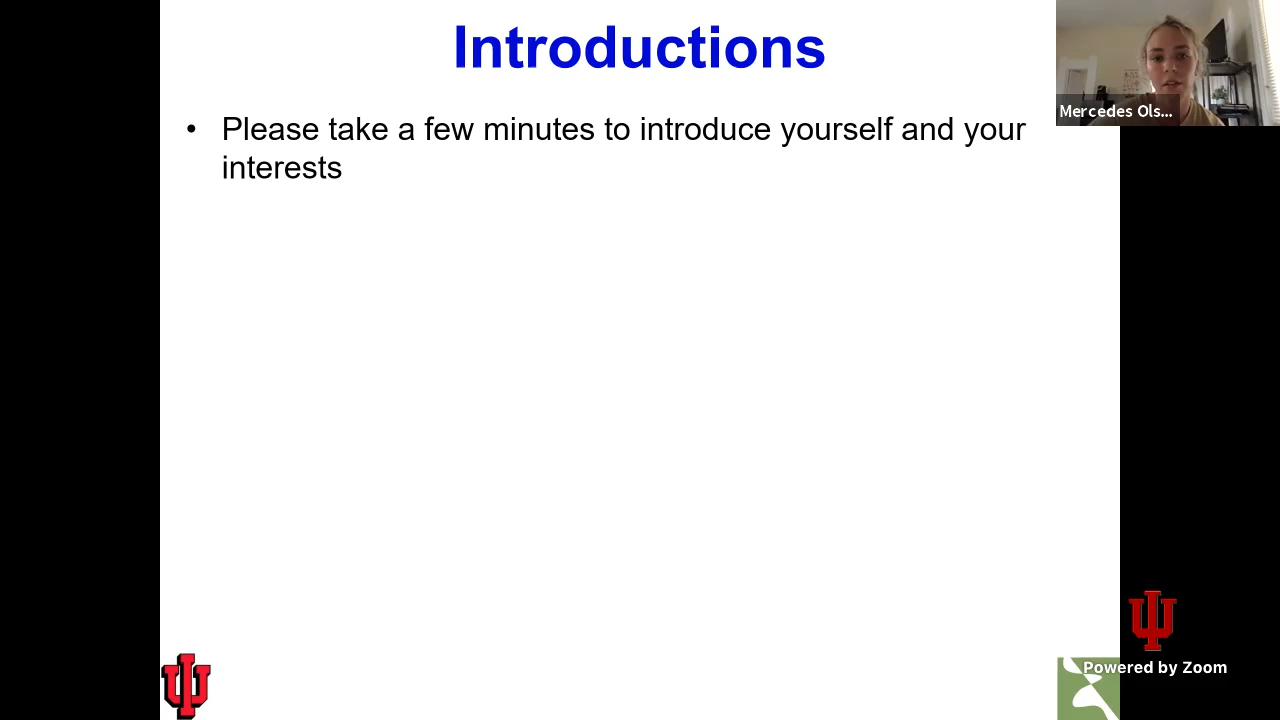 Introductions
• Please take a few minutes to introduce yourself and your
interests
Mercedes Ols...
Powered by Zoom